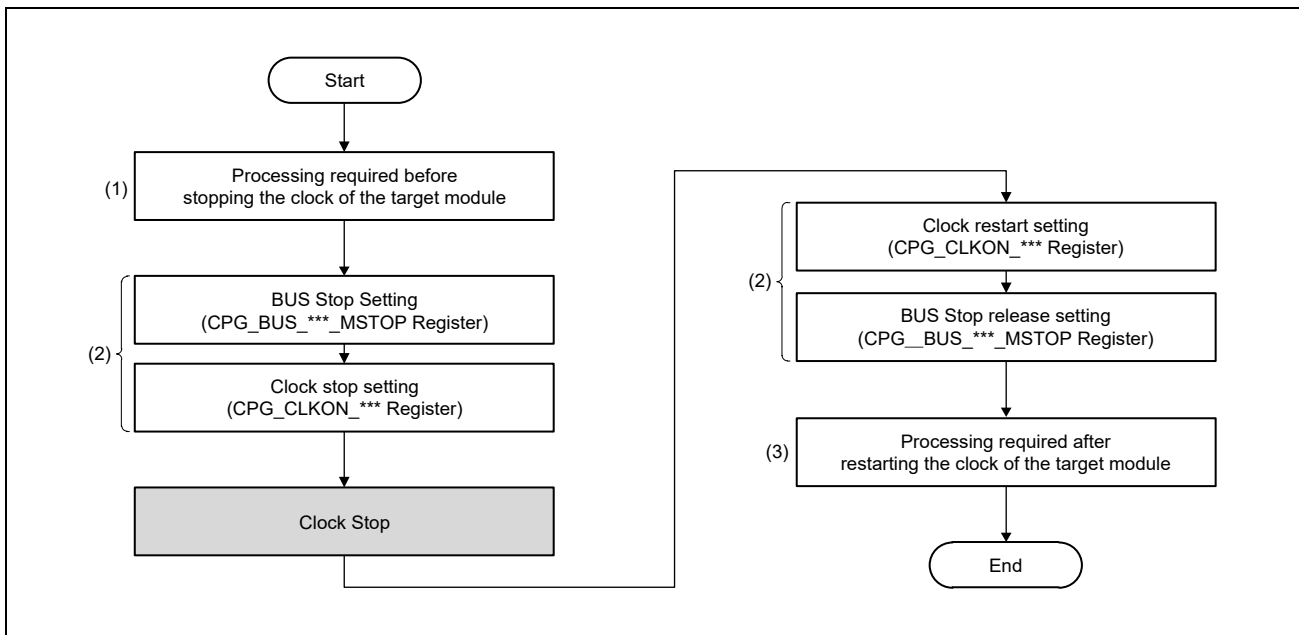 Start
(1)
Processing required before
stopping the clock of the target module
(2)
BUS Stop Setting
(CPG_BUS_***_MSTOP Register)
Clock stop setting
(CPG_CLKON_*** Register)
Clock Stop
(2)
Clock restart setting
(CPG_CLKON_*** Register)
BUS Stop release setting
(CPG__BUS_***_MSTOP Register)
(3)
Processing required after
restarting the clock of the target module
End